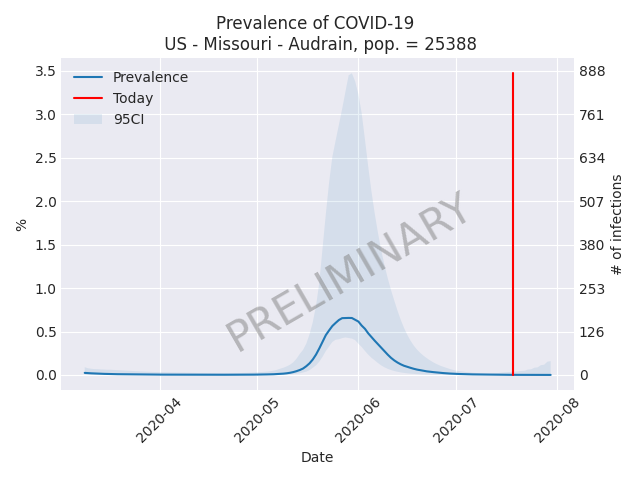 Prevalence of COVID-19
US - Missouri - Audrain, pop. = 25388
Prevalence
Today
95CI
3.5
3.0
2.5
2.0
1.5
1.0
0.5
0.0
%
888
761
634
507
380
253
126
0
# of infections
PRELIMINARY
2020-04
2020-05
2020-06
2020-07
2020-08
Date